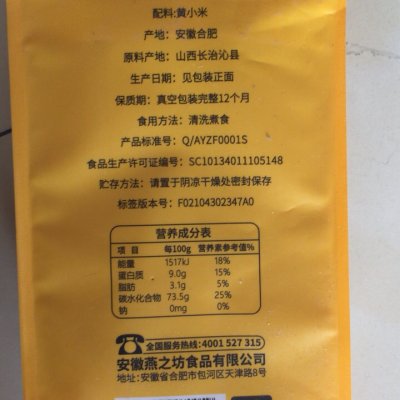 配料:黄小米
产地：安徽合肥
原料产地：山西长治沁县
生产日期：见包装正面
保质期：真空包装完整12个月
食用方法：清洗煮食
产品标准号：Q/AYZF0001S
食品生产许可证编号：SC10134011105148
贮存方法：请置于阴凉干燥处密封保存
标签版本号：F02104302347A0
营养成分表
项目 每100g 营养素参考值%
能量 1517kJ 18%
蛋白质 9.0g 15%
脂肪 3.1g 5%
碳水化合物 73.5g 25%
钠 0mg 0%
全国服务热线:4001 527 315
安徽燕之坊食品有限公司
地址：安徽省合肥市包河区天津路8号